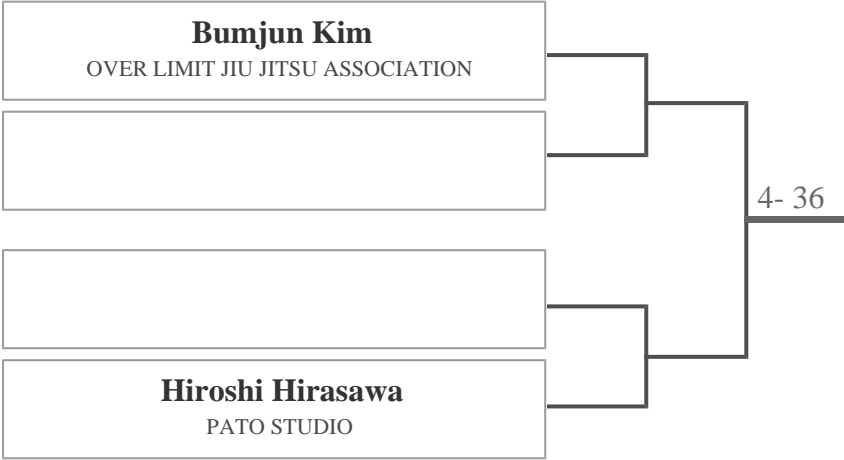 Bumjun Kim
OVER LIMIT JIU JITSU ASSOCIATION
4- 36
Hiroshi Hirasawa
PATO STUDIO